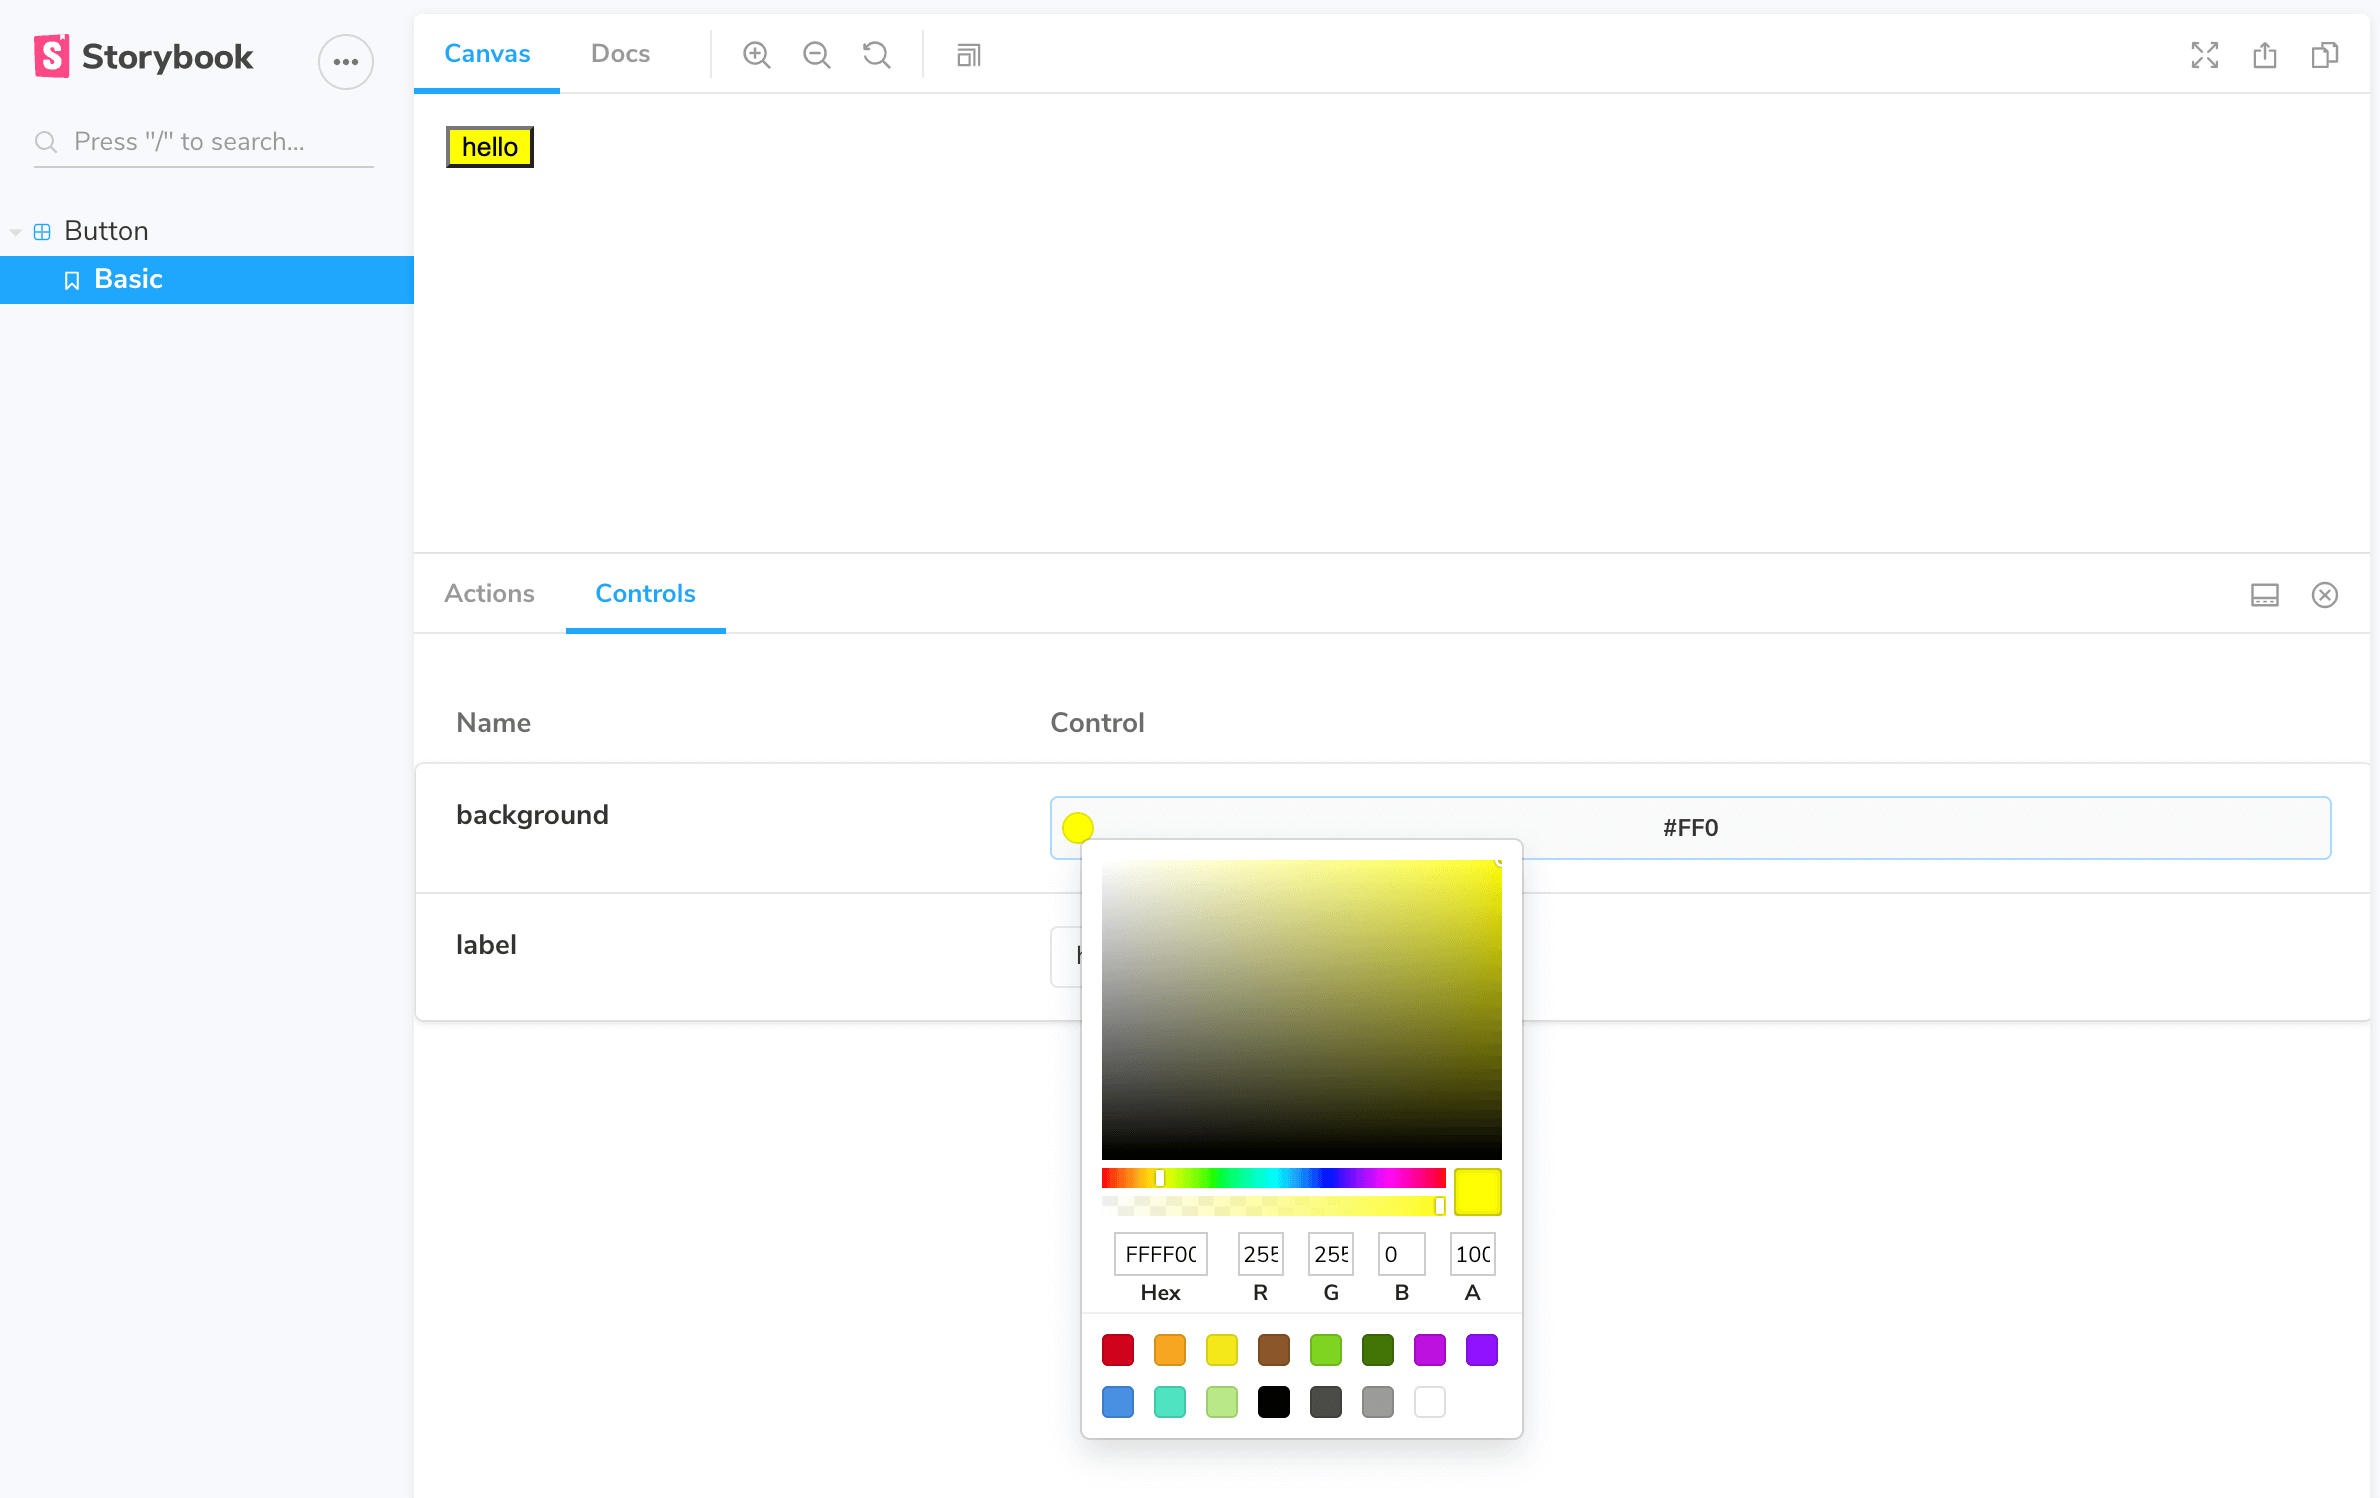 Storybook
Press "/" to search...
Button
Basic
Canvas
Docs
hello
Actions
Controls
Name
Control
background
#FF0
label
FFFF0
255
255
0
100
Hex
R
G
B
A